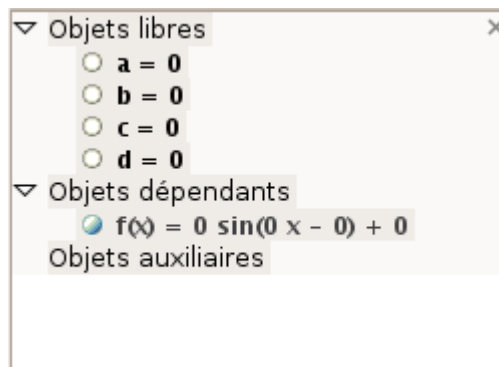 Objets libres
a = 0
b = 0
c = 0
d = 0
Objets dépendants
f(x) = 0 sin(0 x - 0) + 0
Objets auxiliaires